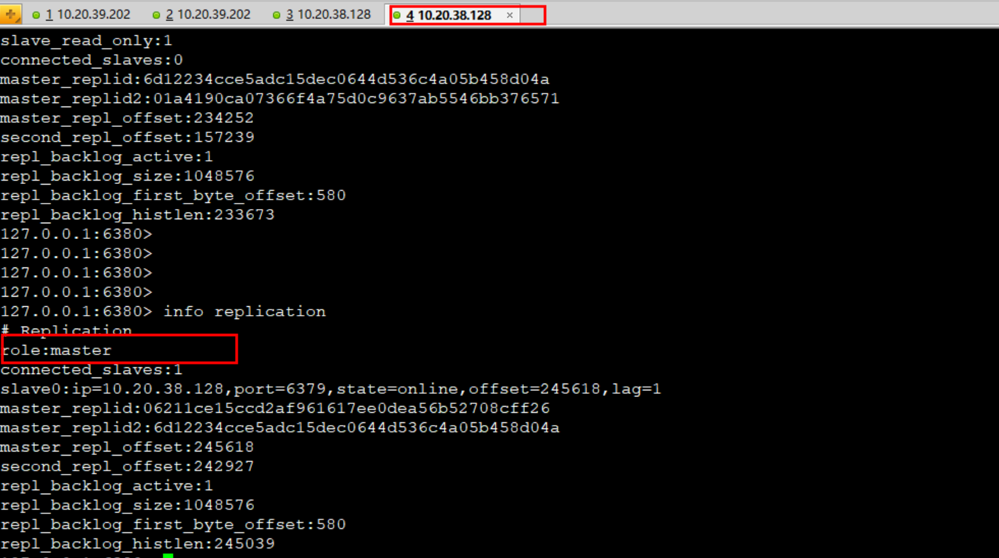 1 10.20.39.202 2 10.20.39.202 3 10.20.38.128 4 10.20.38.128 ×
slave_read_only:1
connected_slaves:0
master_replid:6d12234cce5adc15dec0644d536c4a05b458d04a
master_replid2:01a4190ca07366f4a75d0c9637ab5546bb376571
master_repl_offset:234252
second_repl_offset:157239
repl_backlog_active:1
repl_backlog_size:1048576
repl_backlog_first_byte_offset:580
repl_backlog_histlen:233673
127.0.0.1:6380>
127.0.0.1:6380>
127.0.0.1:6380>
127.0.0.1:6380>
127.0.0.1:6380> info replication
# Replication
role:master
connected_slaves:1
slave0:ip=10.20.38.128,port=6379,state=online,offset=245618,lag=1
master_replid:06211ce15ccd2af961617ee0dea56b52708cff26
master_replid2:6d12234cce5adc15dec0644d536c4a05b458d04a
master_repl_offset:245618
second_repl_offset:242927
repl_backlog_active:1
repl_backlog_size:1048576
repl_backlog_first_byte_offset:580
repl_backlog_histlen:245039